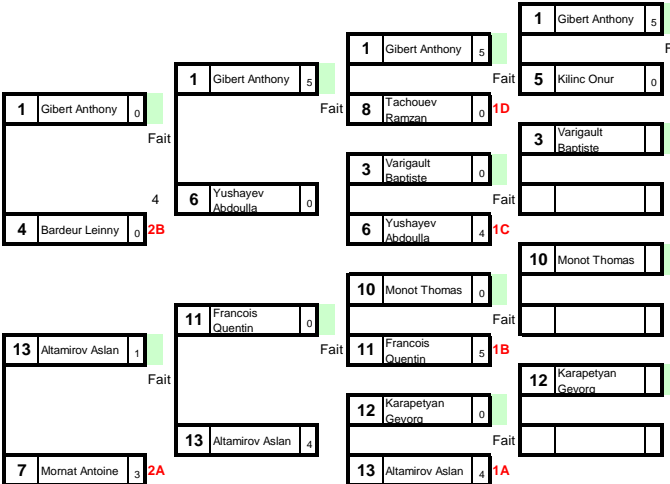 1 Gibert Anthony 5
F
1 Gibert Anthony 5
Fait
5 Kilinc Onur 0
1 Gibert Anthony 5
Fait
8 Tachouev Ramzan 0 1D
1 Gibert Anthony 0
Fait
3 Varigault Baptiste
3 Varigault Baptiste 0
Fait
4
6 Yushayev Abdoulla 0
4 Bardeur Leinny 0 2B
6 Yushayev Abdoulla 4 1C
10 Monot Thomas
10 Monot Thomas 0
11 Francois Quentin 0
Fait
Fait
13 Altamirov Aslan 1
11 Francois Quentin 5 1B
Fait
12 Karapetyan Gevorg
12 Karapetyan Gevorg 0
13 Altamirov Aslan 4
Fait
7 Mornat Antoine 3 2A
13 Altamirov Aslan 4 1A